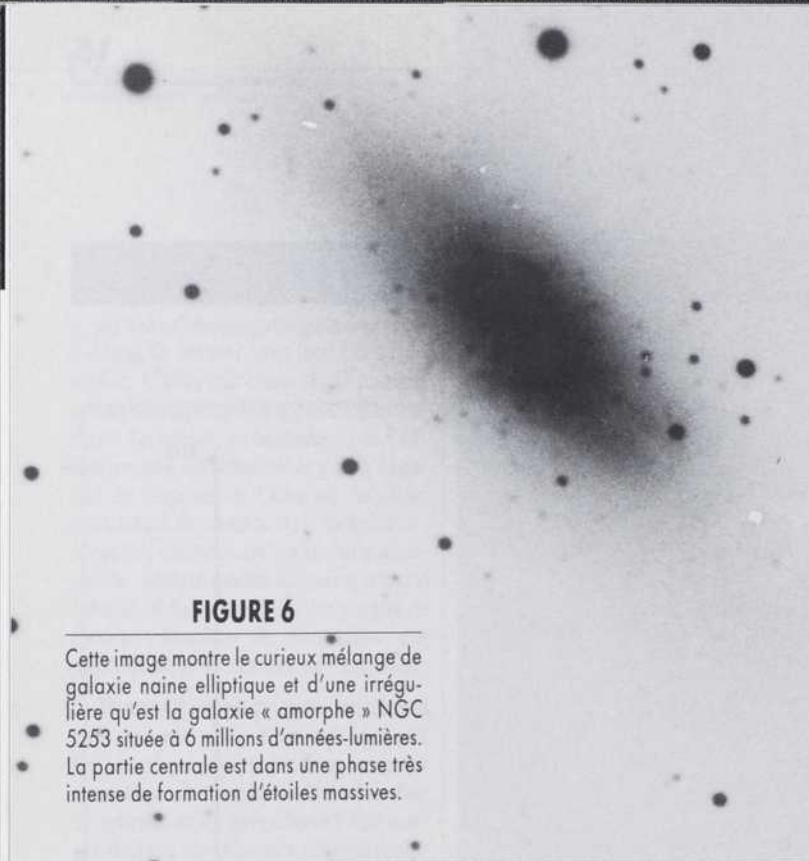 FIGURE 6
Cette image montre le curieux mélange de
galaxie naine elliptique et d'une irrégu-
lière qu'est la galaxie « amorphe » NGC
5253 située à 6 millions d'années-lumières.
La partie centrale est dans une phase très
intense de formation d'étoiles massives.